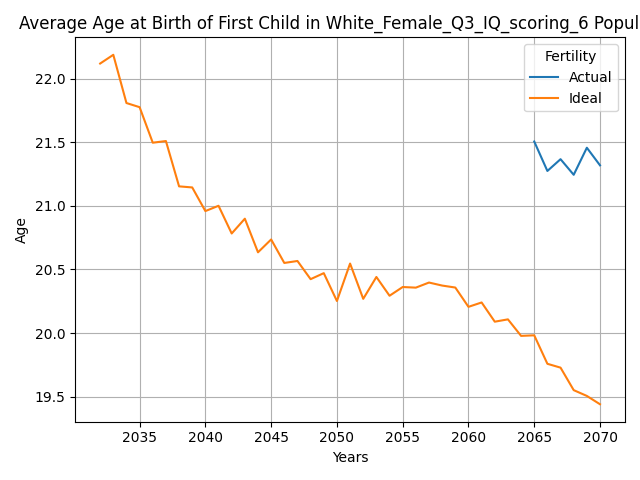 Average Age at Birth of First Child in White_Female_Q3_IQ_scoring_6 Popul
Fertility
Actual
Ideal
22.0
21.5
21.0
20.5
20.0
19.5
Age
2035 2040 2045 2050 2055 2060 2065 2070
Years